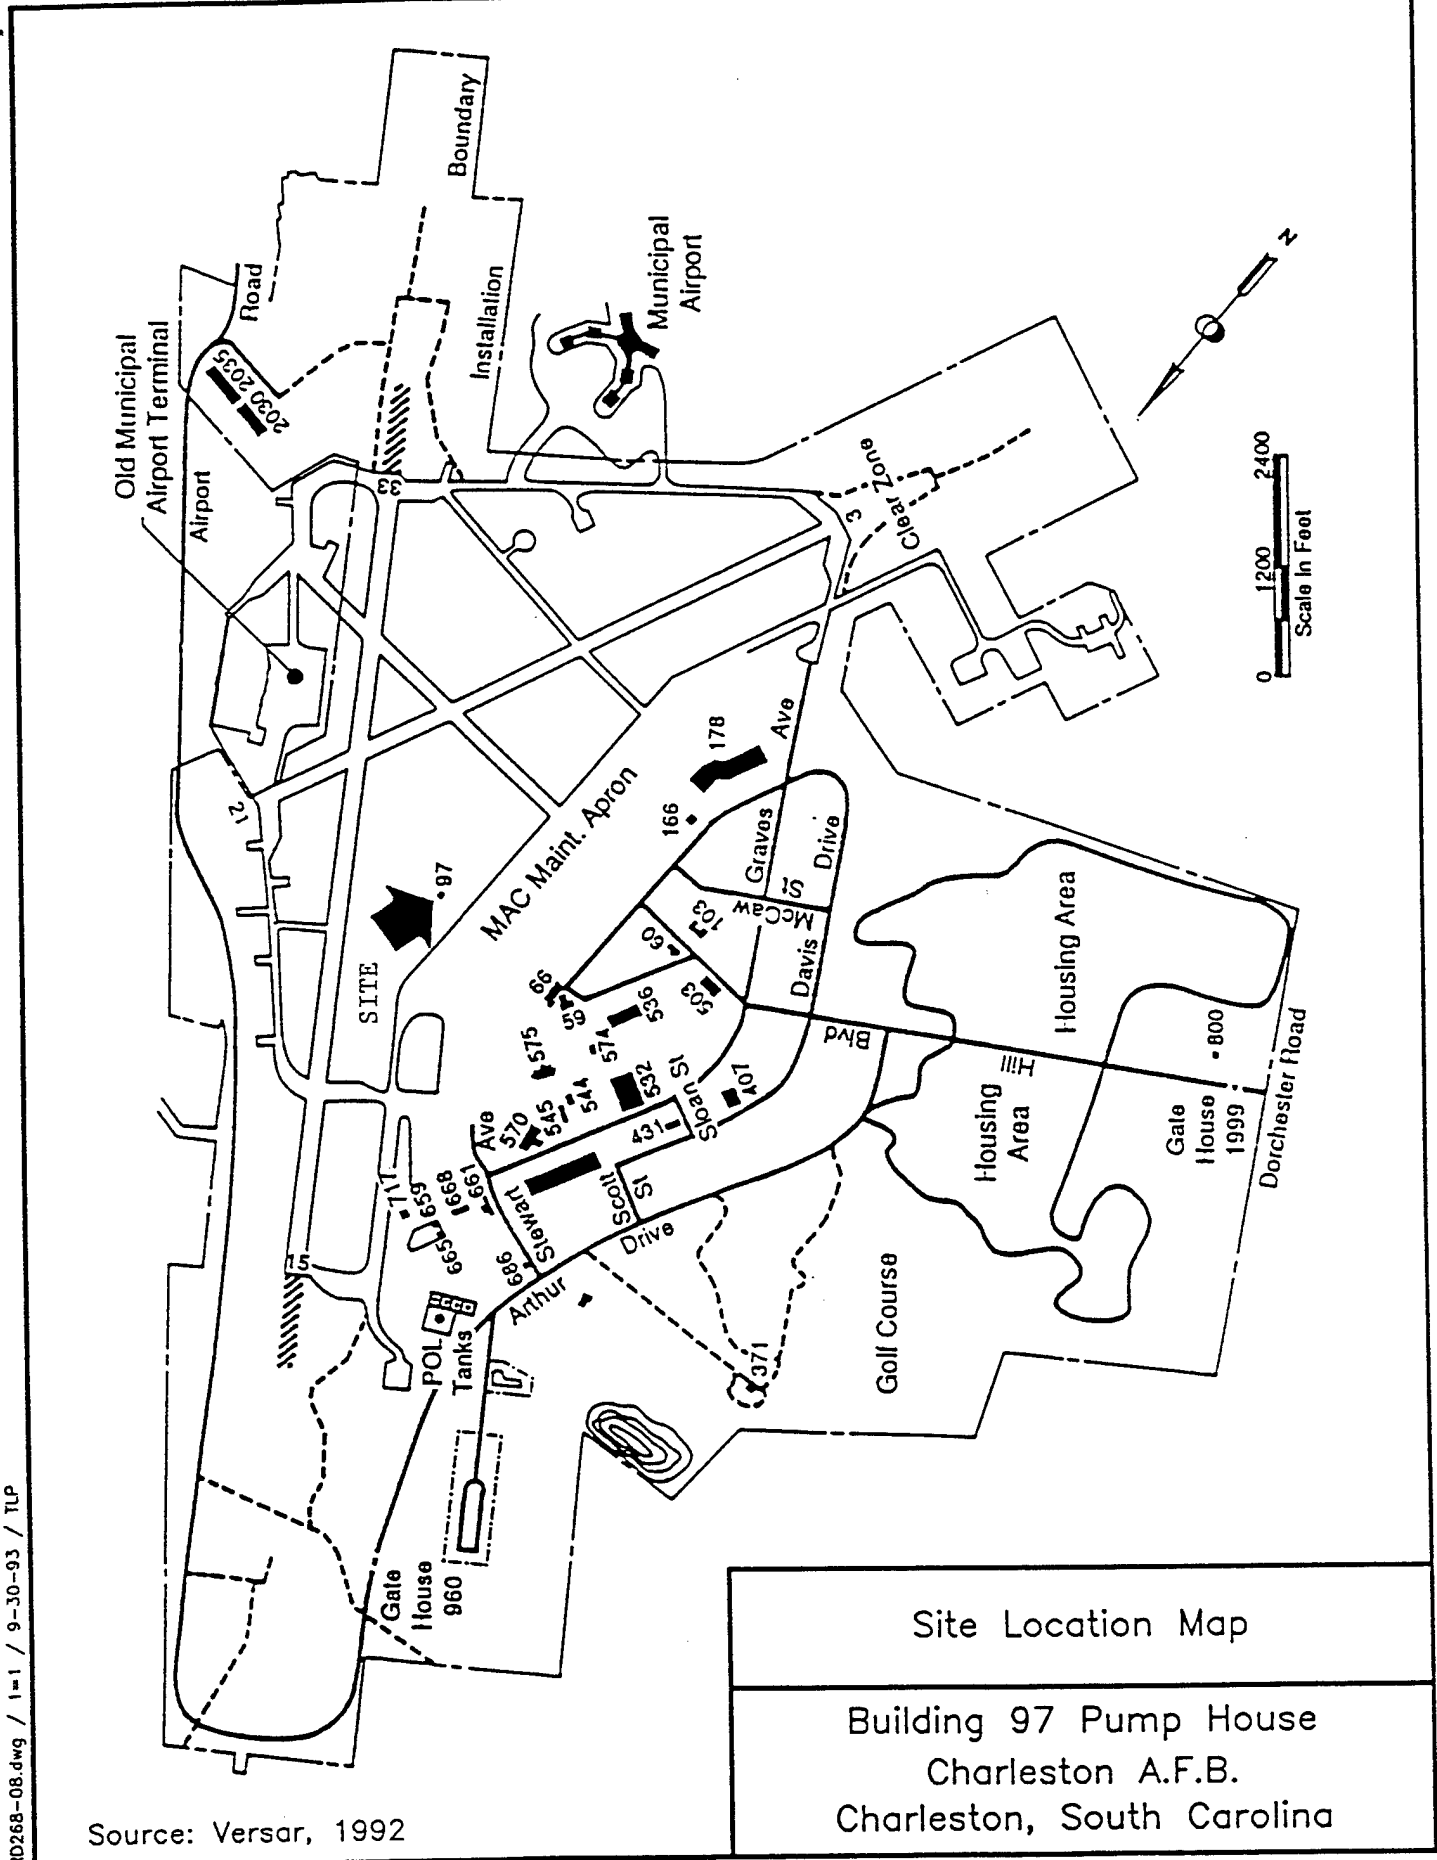 Boundary
Installation
Municipal
Airport
Road
2030 2035
Old Municipal
Airport Terminal
Airport
33
3
Clear Zone
N
0 1200 2400
Scale In Feet
12
97
SITE
MAC Maint. Apron
178
166
Ave
Graves
Drive
St
McCaw
Davis
103
60
66
65
503
536
575
574
532
544
545
570
Ave
Sloan St
407
431
Blvd
Hill
Housing Area
Housing
Area
800
Gate
House
1999
Dorchester Road
717
659
668
661
665
686
Stewart
Scott
St
Drive
Arthur
15
POL
Tanks
371
Golf Course
Gate
House
960
RD268-08.dwg / 1=1 / 9-30-93 / TLP
Site Location Map
Building 97 Pump House
Charleston A.F.B.
Charleston, South Carolina
Source: Versar, 1992